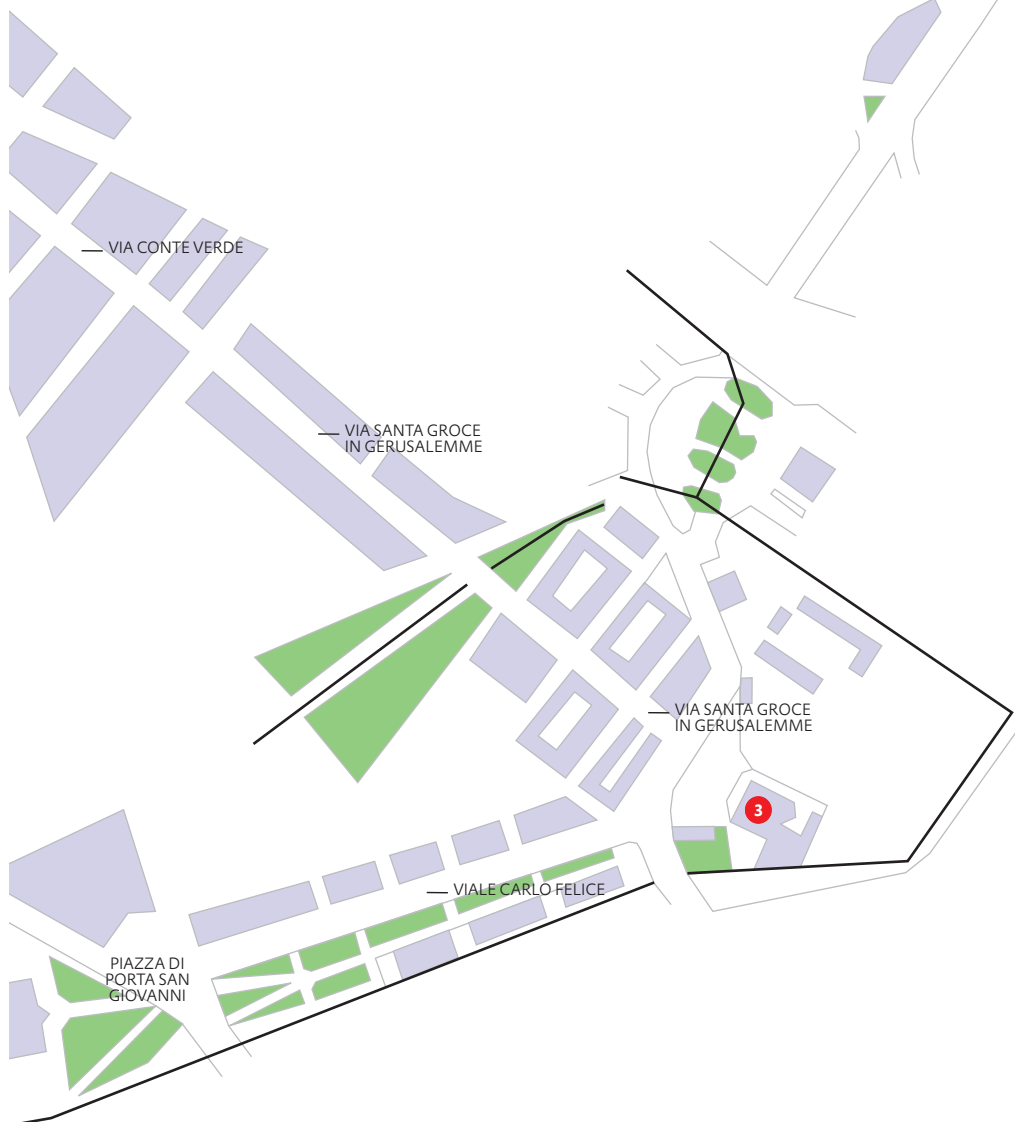 VIA CONTE VERDE
VIA SANTA GROCE
IN GERUSALEMME
VIA SANTA GROCE
IN GERUSALEMME
3
VIALE CARLO FELICE
PIAZZA DI
PORTA SAN
GIOVANNI